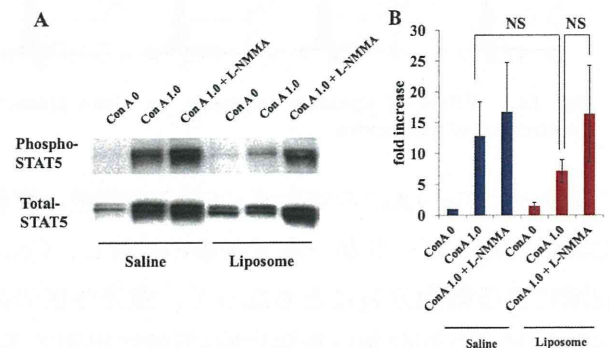 A
Con A 0
Con A 1.0
Con A 1.0 + L-NMMA
Con A 0
Con A 1.0
Con A 1.0 + L-NMMA
Phospho-
STAT5
Total-
STAT5
Saline
Liposome
B
NS
NS
fold increase
30
25
20
15
10
5
0
ConA 0
ConA 1.0
ConA 1.0 + L-NMMA
ConA 0
ConA 1.0
ConA 1.0 + L-NMMA
Saline
Liposome